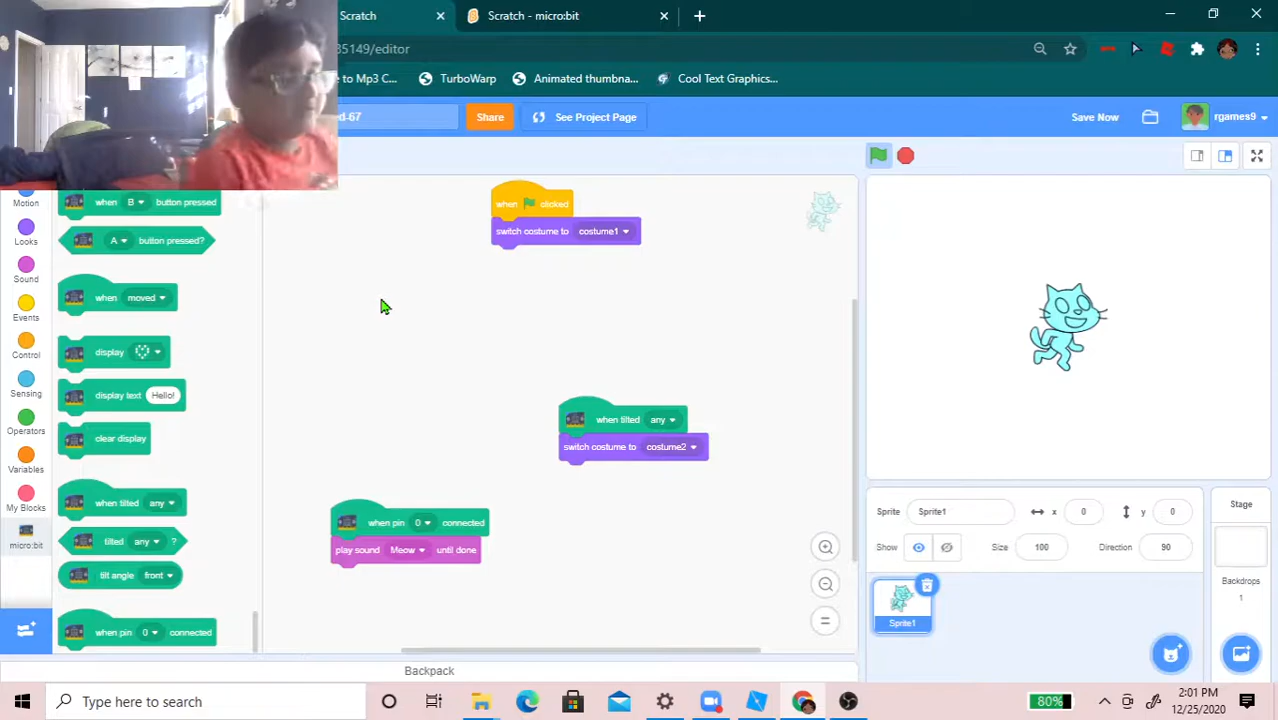 Scratch
Scratch - micro:bit
35149/editor
e to Mp3 C...
TurboWarp
Animated thumbna...
Cool Text Graphics...
ed-67
Share
See Project Page
Save Now
rgames9
Motion
Looks
Sound
Events
Control
Sensing
Operators
Variables
My Blocks
micro:bit
when B button pressed
A button pressed?
when moved
display
display text Hello!
clear display
when tilted any
tilted any ?
tilt angle front
when pin 0 connected
when clicked
switch costume to costume1
when tilted any
switch costume to costume2
when pin 0 connected
play sound Meow until done
Sprite Sprite1
x 0
y 0
Show
Size 100
Direction 90
Sprite1
Stage
Backdrops
1
Backpack
Type here to search
80%
2:01 PM
12/25/2020